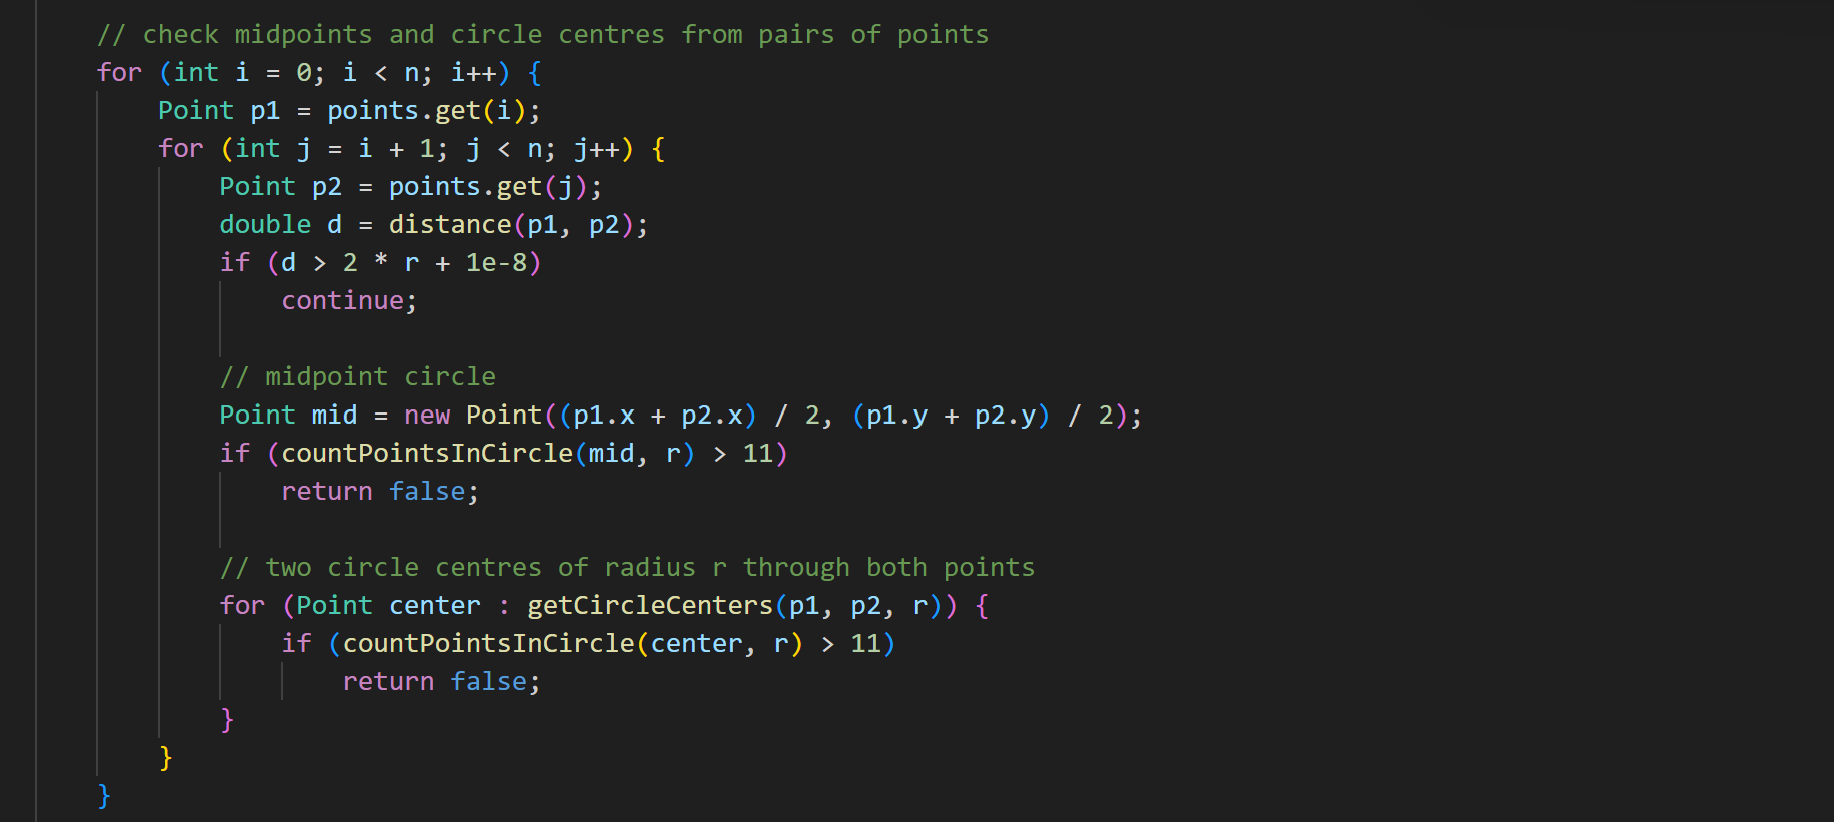 // check midpoints and circle centres from pairs of points
for (int i = 0; i < n; i++) {
    Point p1 = points.get(i);
    for (int j = i + 1; j < n; j++) {
        Point p2 = points.get(j);
        double d = distance(p1, p2);
        if (d > 2 * r + 1e-8)
            continue;

        // midpoint circle
        Point mid = new Point((p1.x + p2.x) / 2, (p1.y + p2.y) / 2);
        if (countPointsInCircle(mid, r) > 11)
            return false;

        // two circle centres of radius r through both points
        for (Point center : getCircleCenters(p1, p2, r)) {
            if (countPointsInCircle(center, r) > 11)
                return false;
        }
    }
}